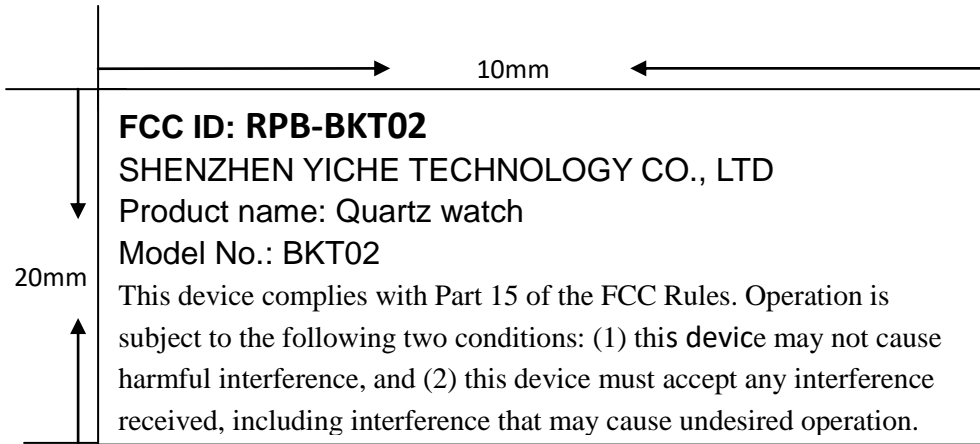 10mm
FCC ID: RPB-BKT02
SHENZHEN YICHE TECHNOLOGY CO., LTD
Product name: Quartz watch
Model No.: BKT02
20mm
This device complies with Part 15 of the FCC Rules. Operation is
subject to the following two conditions: (1) this device may not cause
harmful interference, and (2) this device must accept any interference
received, including interference that may cause undesired operation.